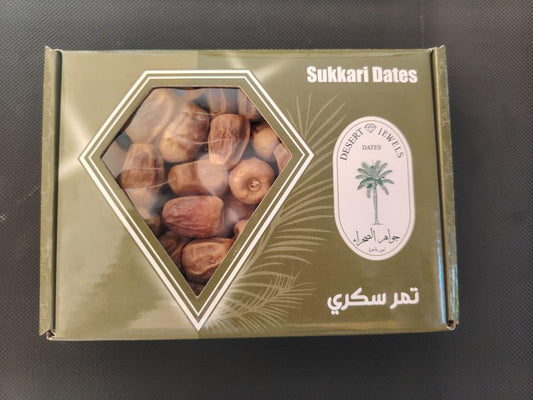 Sukkari Dates
DESERT JEWELS
DATES
جواهر الصحراء
تمر سكري